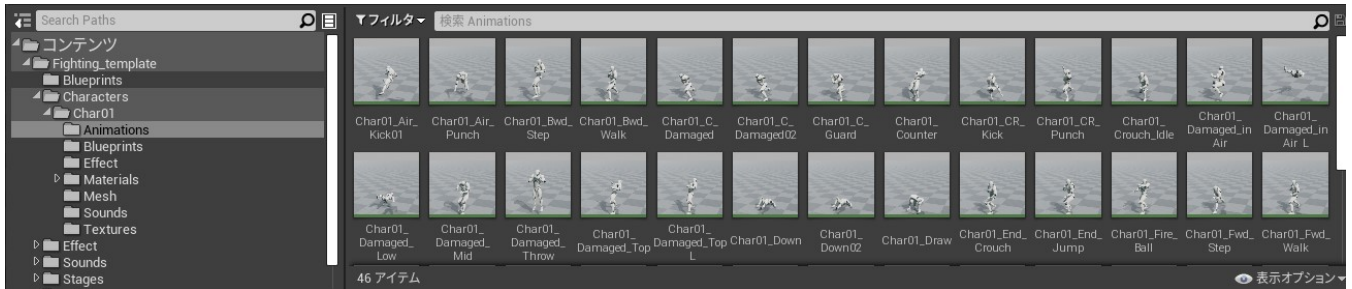 Search Paths
コンテンツ
Fighting_template
Blueprints
Characters
Char01
Animations
Blueprints
Effect
Materials
Mesh
Sounds
Textures
Effect
Sounds
Stages
フィルタ
検索 Animations
Char01_Air_
Kick01
Char01_Air_
Punch
Char01_Bwd_
Step
Char01_Bwd_
Walk
Char01_C_
Damaged
Char01_C_
Damaged02
Char01_C_
Guard
Char01_
Counter
Char01_CR_
Kick
Char01_CR_
Punch
Char01_
Crouch_Idle
Char01_
Damaged_in
Air
Char01_
Damaged_in
Air_L
Char01_
Damaged_
Low
Char01_
Damaged_
Mid
Char01_
Damaged_
Throw
Char01_
Damaged_Top
Char01_
Damaged_Top
L
Char01_Down
Char01_
Down02
Char01_Draw
Char01_End_
Crouch
Char01_End_
Jump
Char01_Fire_
Ball
Char01_Fwd_
Step
Char01_Fwd_
Walk
46 アイテム
表示オプション